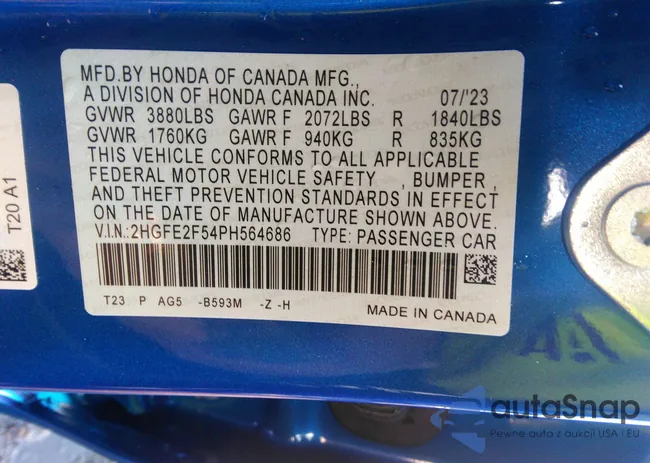 MFD.BY HONDA OF CANADA MFG.,
A DIVISION OF HONDA CANADA INC. 07/'23
GVWR 3880LBS GAWR F 2072LBS R 1840LBS
GVWR 1760KG GAWR F 940KG R 835KG
THIS VEHICLE CONFORMS TO ALL APPLICABLE
FEDERAL MOTOR VEHICLE SAFETY , BUMPER ,
AND THEFT PREVENTION STANDARDS IN EFFECT
ON THE DATE OF MANUFACTURE SHOWN ABOVE.
V.I.N.:2HGFE2F54PH564686 TYPE: PASSENGER CAR
T23 P AG5 -B593M -Z -H MADE IN CANADA
T20 A1
autoSnap
Pewne auto z aukcji USA i EU